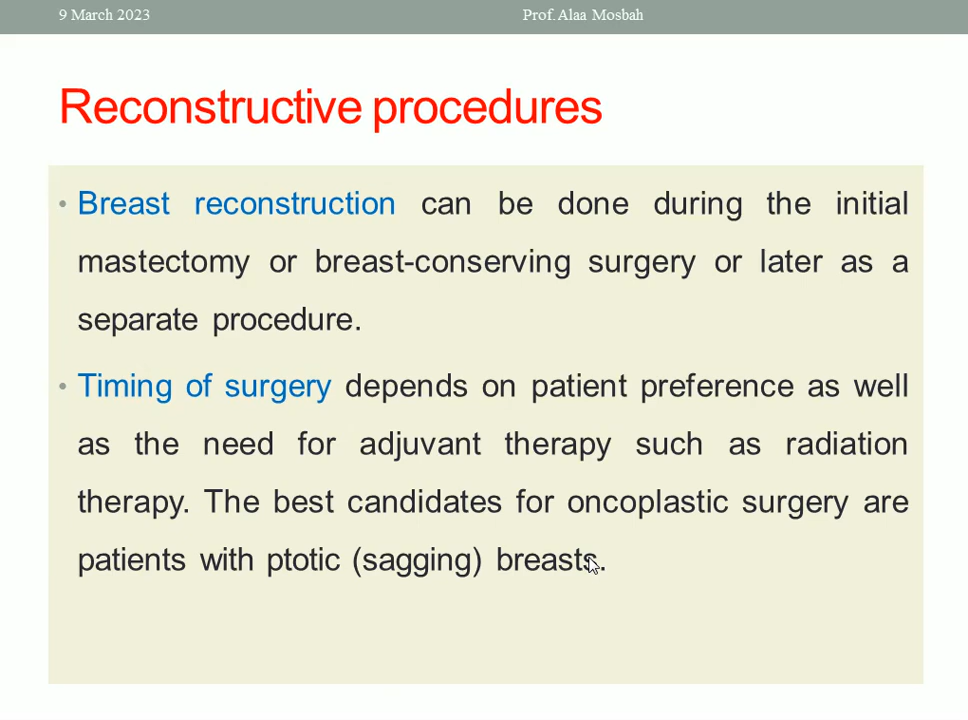 9 March 2023 Prof. Alaa Mosbah
Reconstructive procedures
• Breast reconstruction can be done during the initial
mastectomy or breast-conserving surgery or later as a
separate procedure.
• Timing of surgery depends on patient preference as well
as the need for adjuvant therapy such as radiation
therapy. The best candidates for oncoplastic surgery are
patients with ptotic (sagging) breasts.